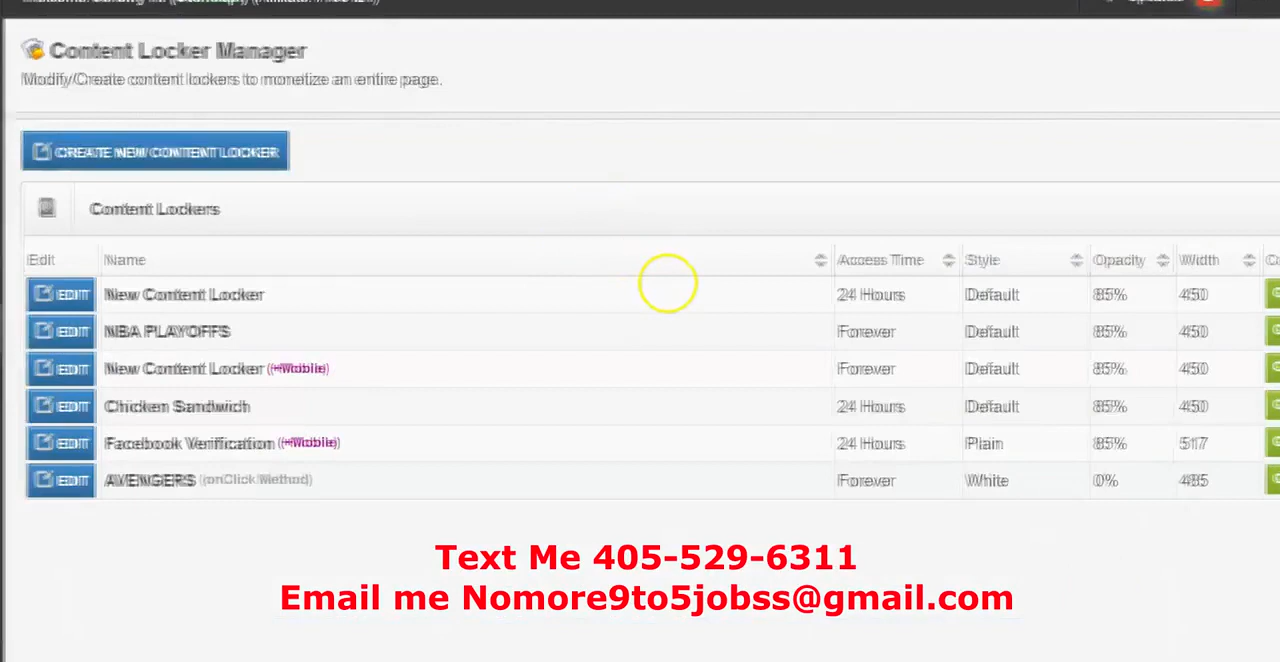 Content Locker Manager
Modify/Create content lockers to monetize an entire page.
CREATE NEW CONTENT LOCKER
Content Lockers
Edit Name Access Time Style Opacity Width
EDIT New Content Locker 24 Hours Default 85% 450
EDIT NBA PLAYOFFS Forever Default 85% 450
EDIT New Content Locker (+Mobile) Forever Default 85% 450
EDIT Chicken Sandwich 24 Hours Default 85% 450
EDIT Facebook Verification (+Mobile) 24 Hours Plain 85% 517
EDIT AVENGERS (onClick Method) Forever White 0% 485
Text Me 405-529-6311
Email me Nomore9to5jobss@gmail.com